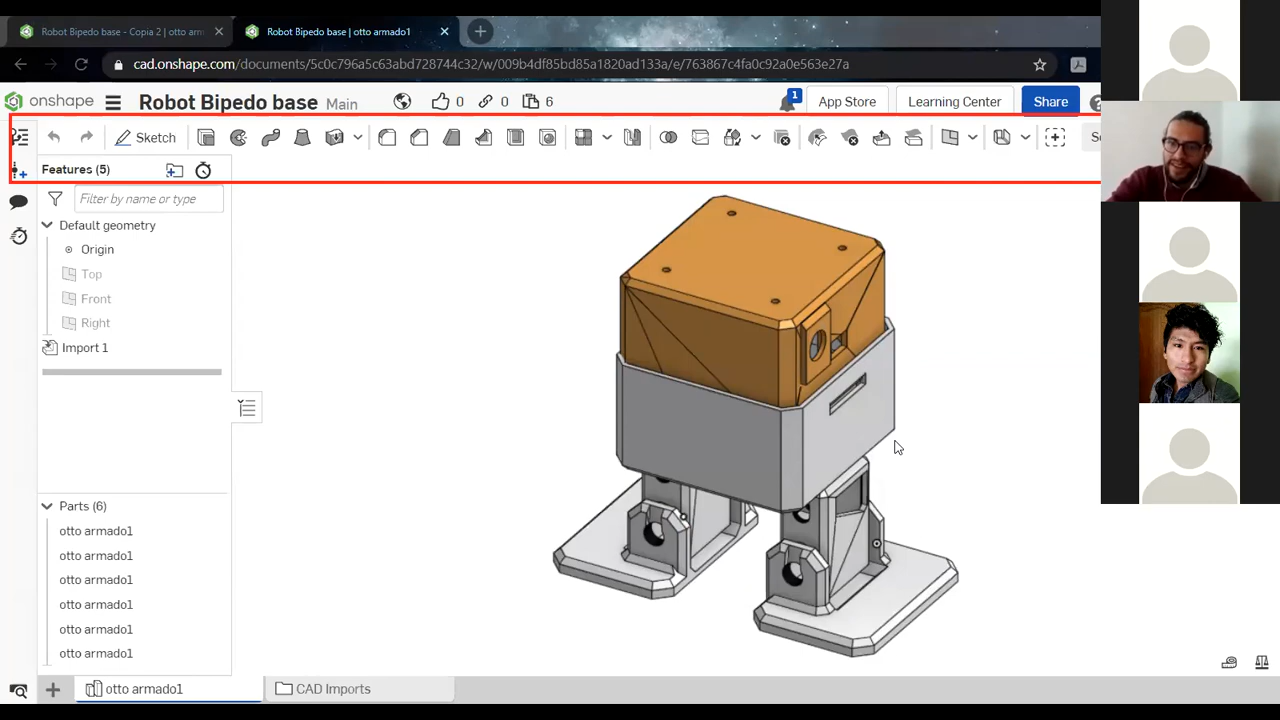 Robot Bipedo base - Copia 2 | otto arm
Robot Bipedo base | otto armado1
cad.onshape.com/documents/5c0c796a5c63abd728744c32/w/009b4df85bd85a1820ad133a/e/763867c4fa0c92a0e563e27a
onshape
Robot Bipedo base Main
0
0
6
1
App Store
Learning Center
Share
Sketch
Features (5)
Filter by name or type
Default geometry
Origin
Top
Front
Right
Import 1
Parts (6)
otto armado1
otto armado1
otto armado1
otto armado1
otto armado1
otto armado1
otto armado1
CAD Imports